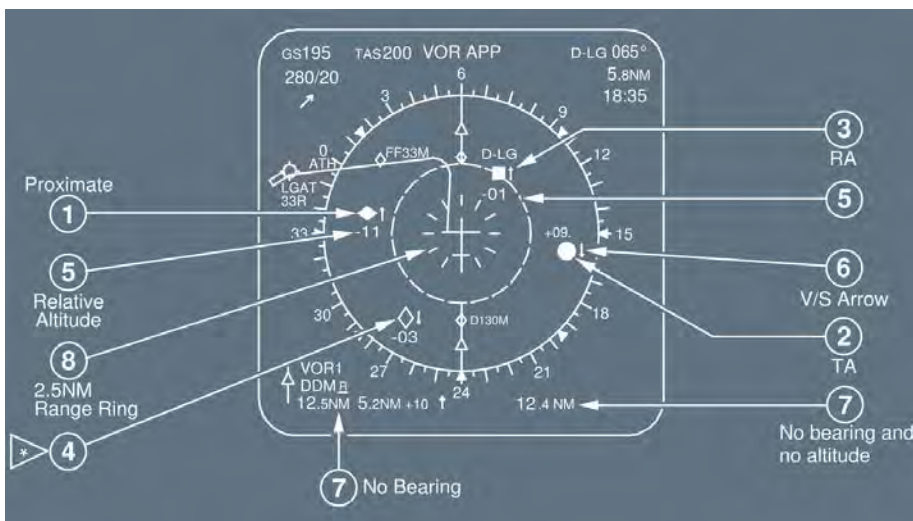 GS195 TAS200 VOR APP D-LG 065°
280/20 6 5.8NM
18:35
3 9
0 ATH FF33M D-LG 12
3
RA
Proximate
LGAT
33R
1
-01
5
33 -11 +09. 15
5
Relative
Altitude
6
V/S Arrow
30 -03 D130M 18
8
2.5NM
Range Ring
2
TA
27 24 21
VOR1
DDM R
12.5NM 5.2NM +10 12.4 NM
7
No bearing and
no altitude
* 4
7 No Bearing